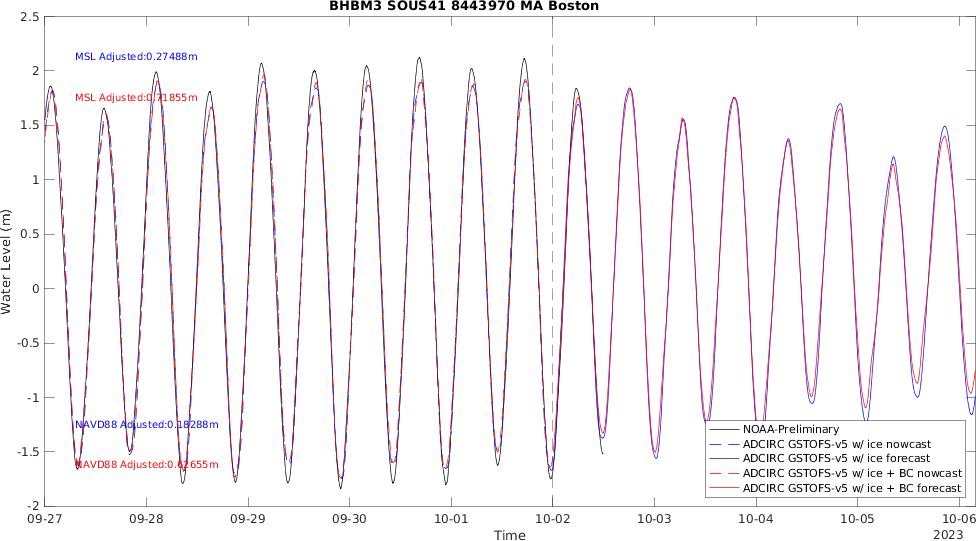 BHBM3 SOUS41 8443970 MA Boston
2.5
MSL Adjusted:0.27488m
2
MSL Adjusted:0.71855m
1.5
1
0.5
Water Level (m)
0
-0.5
-1
NAVD88 Adjusted:0.18288m
NOAA-Preliminary
ADCIRC GSTOFS-v5 w/ ice nowcast
-1.5
ADCIRC GSTOFS-v5 w/ ice forecast
NAVD88 Adjusted:0.62655m
ADCIRC GSTOFS-v5 w/ ice + BC nowcast
ADCIRC GSTOFS-v5 w/ ice + BC forecast
-2
09-27 09-28 09-29 09-30 10-01 10-02 10-03 10-04 10-05 10-06
Time
2023